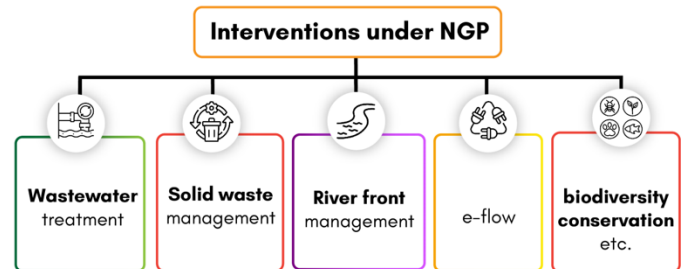 Interventions under NGP
Wastewater
treatment
Solid waste
management
River front
management
e-flow
biodiversity
conservation
etc.